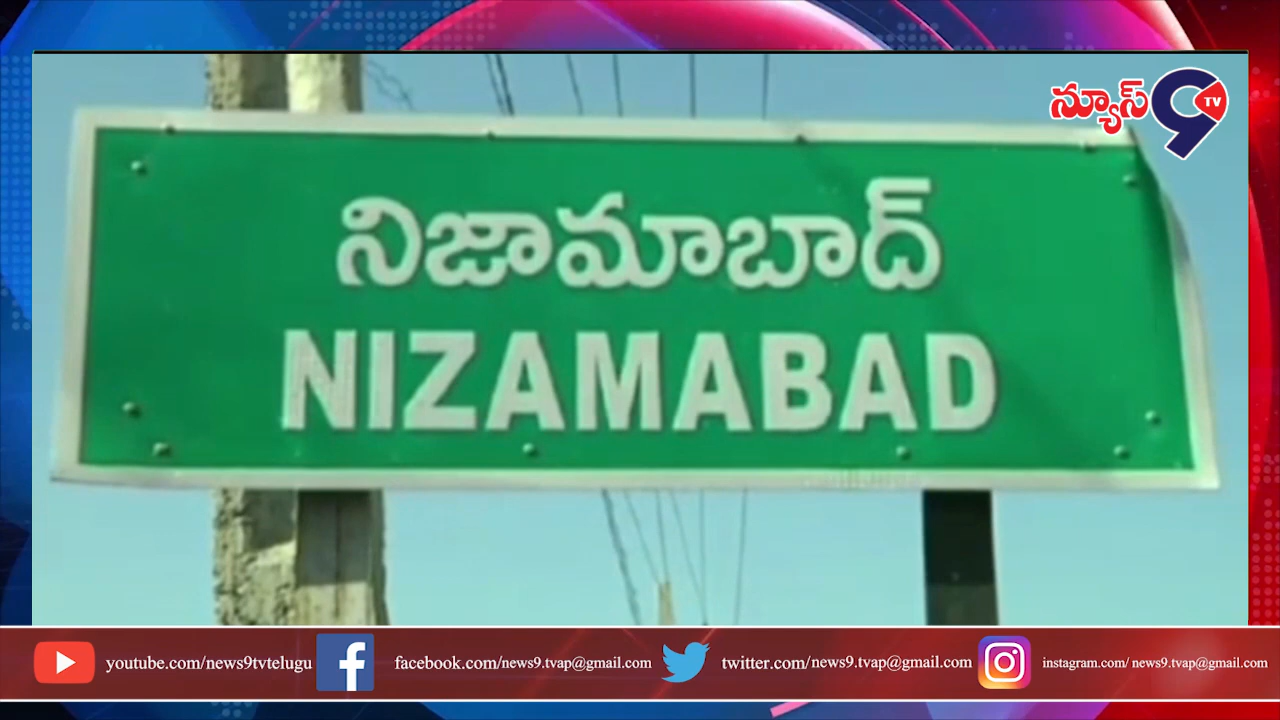 న్యూస్ 9 TV
నిజామాబాద్
NIZAMABAD
youtube.com/news9tvtelugu facebook.com/news9.tvap@gmail.com twitter.com/news9.tvap@gmail.com instagram.com/ news9.tvap@gmail.com